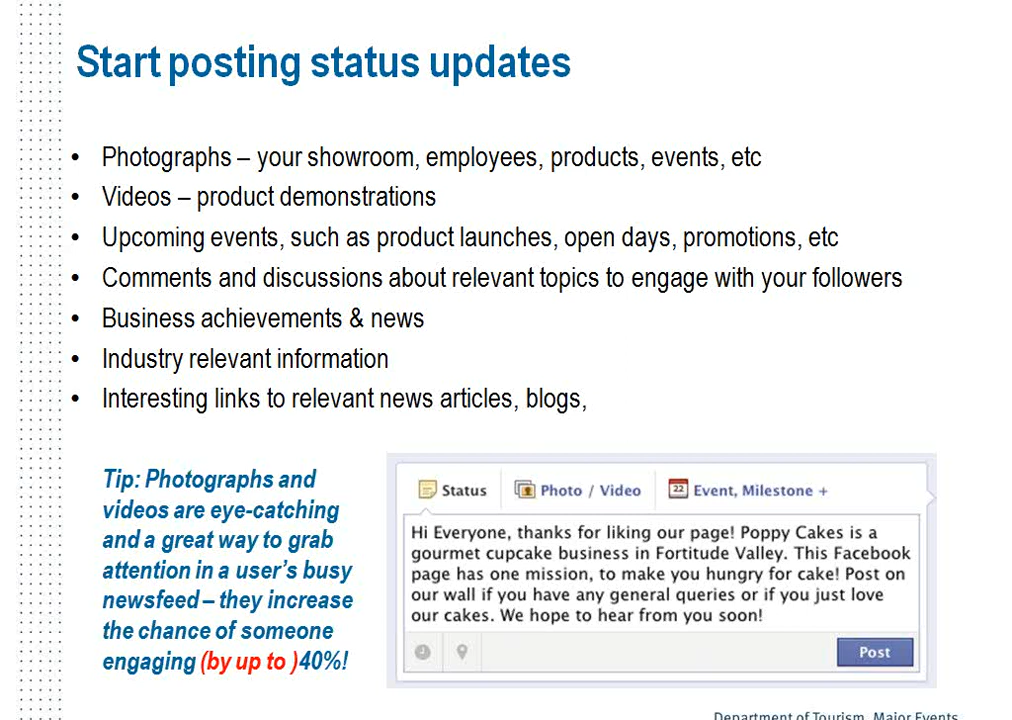 Start posting status updates
• Photographs – your showroom, employees, products, events, etc
• Videos – product demonstrations
• Upcoming events, such as product launches, open days, promotions, etc
• Comments and discussions about relevant topics to engage with your followers
• Business achievements & news
• Industry relevant information
• Interesting links to relevant news articles, blogs,
Tip: Photographs and
videos are eye-catching
and a great way to grab
attention in a user's busy
newsfeed – they increase
the chance of someone
engaging (by up to )40%!
Status
Photo / Video
22
Event, Milestone +
Hi Everyone, thanks for liking our page! Poppy Cakes is a
gourmet cupcake business in Fortitude Valley. This Facebook
page has one mission, to make you hungry for cake! Post on
our wall if you have any general queries or if you just love
our cakes. We hope to hear from you soon!
Post
Department of Tourism, Major Events